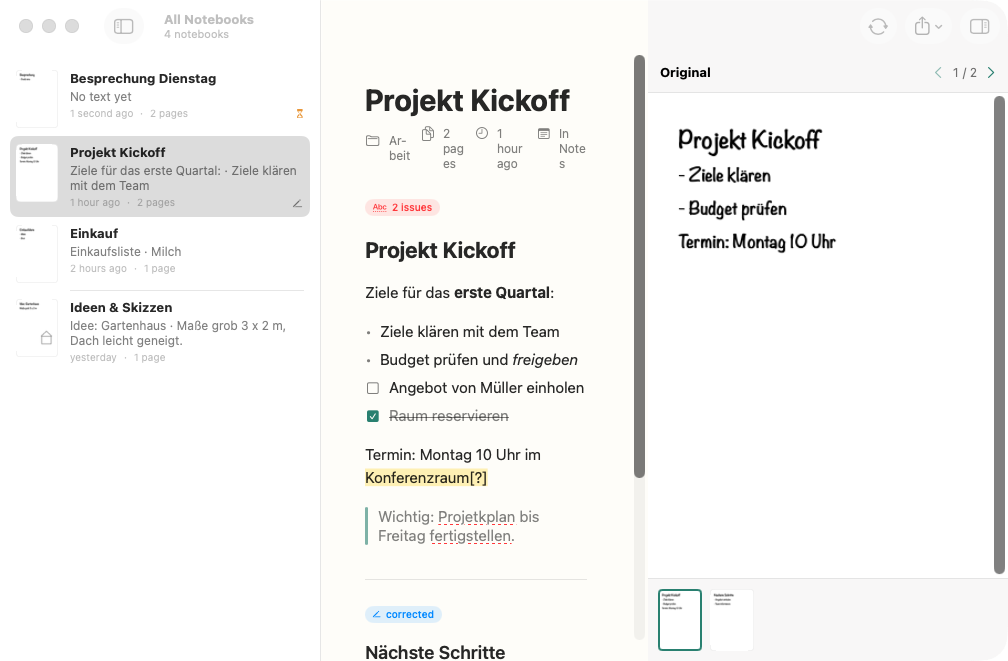 All Notebooks
4 notebooks
Besprechung Dienstag
No text yet
1 second ago · 2 pages
Projekt Kickoff
Ziele für das erste Quartal: · Ziele klären
mit dem Team
1 hour ago · 2 pages
Einkauf
Einkaufsliste · Milch
2 hours ago · 1 page
Ideen & Skizzen
Idee: Gartenhaus · Maße grob 3 x 2 m,
Dach leicht geneigt.
yesterday · 1 page
Projekt Kickoff
Ar-
beit
2
pag
es
1
hour
ago
In
Note
s
Abc 2 issues
Projekt Kickoff
Ziele für das erste Quartal:
• Ziele klären mit dem Team
• Budget prüfen und freigeben
Angebot von Müller einholen
Raum reservieren
Termin: Montag 10 Uhr im
Konferenzraum[?]
Wichtig: Projetkplan bis
Freitag fertigstellen.
corrected
Nächste Schritte
Original
1 / 2
Projekt Kickoff
- Ziele klären
- Budget prüfen
Termin: Montag 10 Uhr